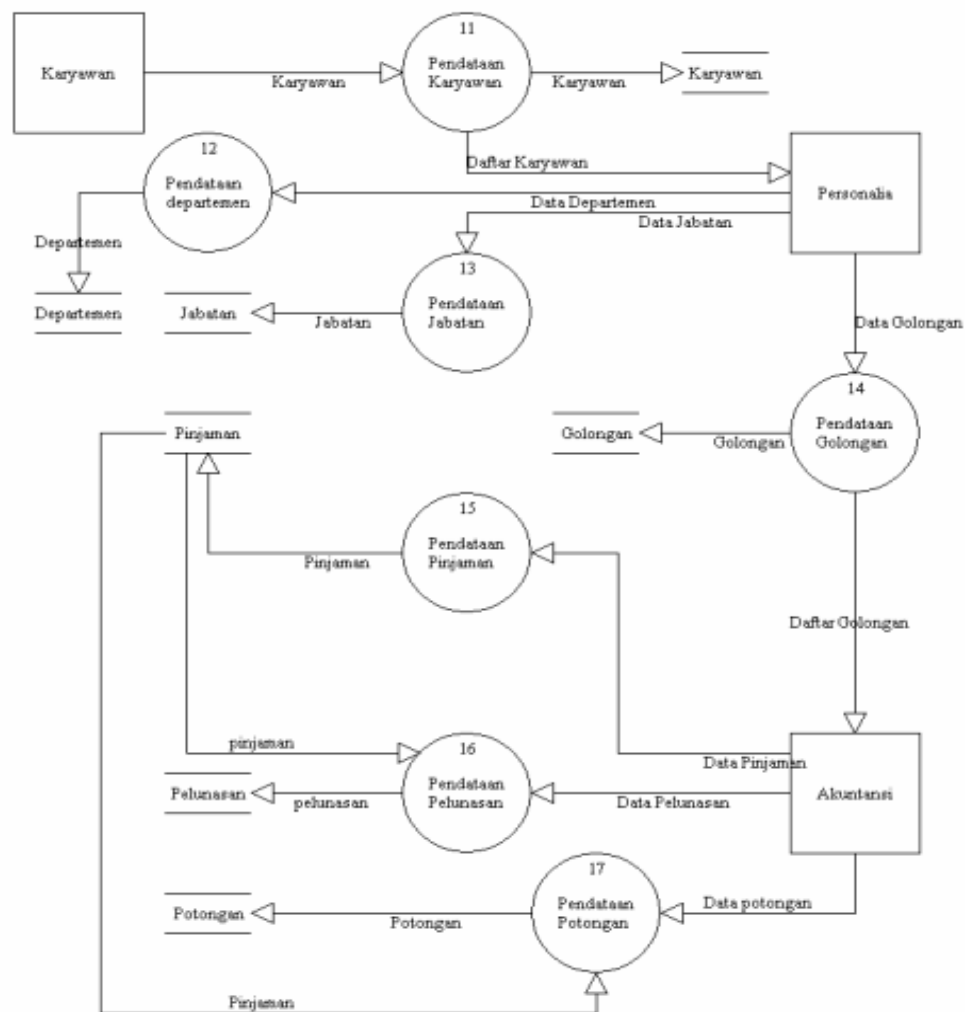 11
Pendataan
Karyawan
Karyawan
Karyawan
Karyawan
Karyawan
12
Pendataan
departemen
Daftar Karyawan
Personalia
Data Departemen
Data Jabatan
Departemen
13
Pendataan
Jabatan
Departemen
Jabatan
Jabatan
Data Golongan
14
Pendataan
Golongan
Pinjaman
Golongan
Golongan
15
Pendataan
Pinjaman
Pinjaman
Daftar Golongan
pinjaman
16
Pendataan
Pelunasan
Data Pinjaman
Pelunasan
pelunasan
Data Pelunasan
Akuntansi
17
Pendataan
Potongan
Data potongan
Potongan
Potongan
Pinjaman